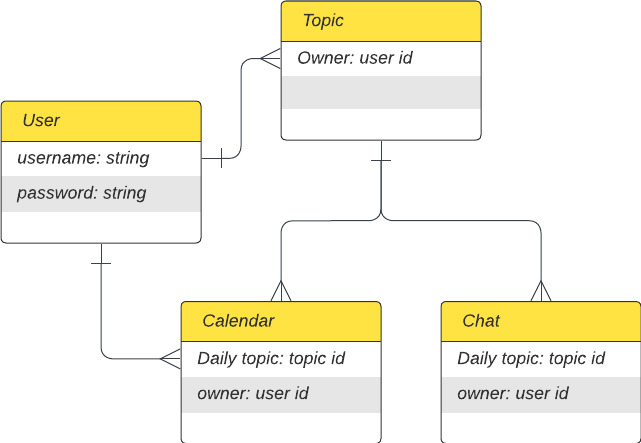 Topic
Owner: user id
User
username: string
password: string
Calendar
Daily topic: topic id
owner: user id
Chat
Daily topic: topic id
owner: user id